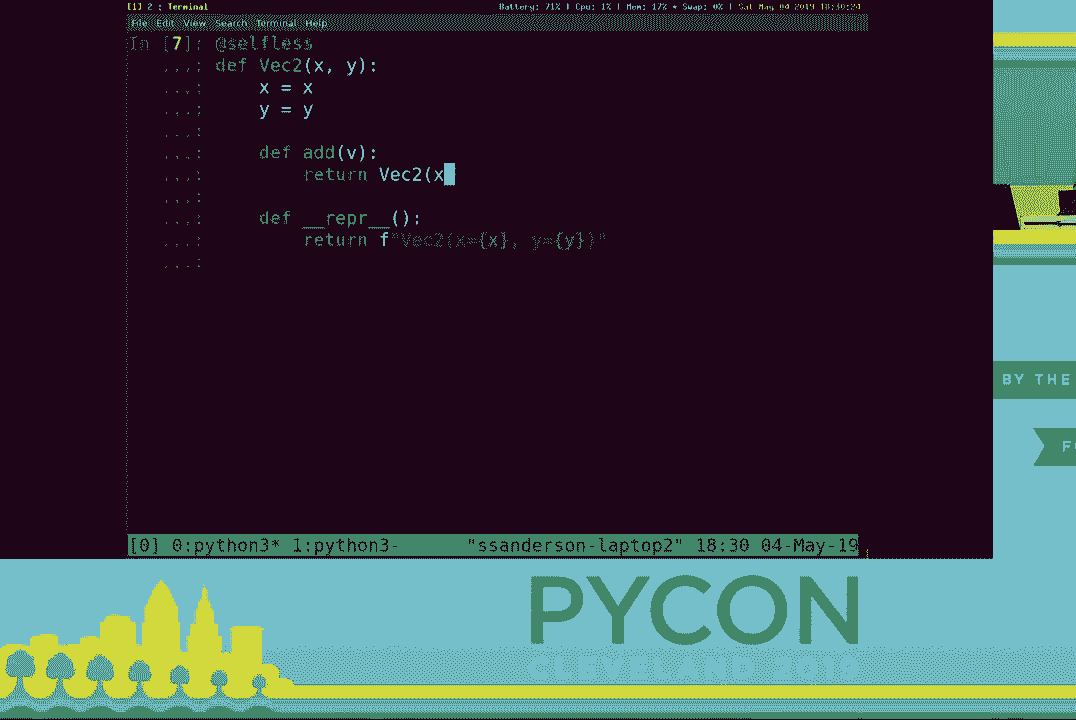 [1] 2 : Terminal Battery: 71% | Cpu: 1% | Mem: 17% * Swap: 0% | Sat May 04 2019 18:30:24
File Edit View Search Terminal Help
In [7]: @selfless
...: def Vec2(x, y):
...:     x = x
...:     y = y
...:
...:     def add(v):
...:         return Vec2(x
...:
...:     def __repr__():
...:         return f"Vec2(x={x}, y={y})"
...:
[0] 0:python3* 1:python3- "ssanderson-laptop2" 18:30 04-May-19
BY THE
PYCON